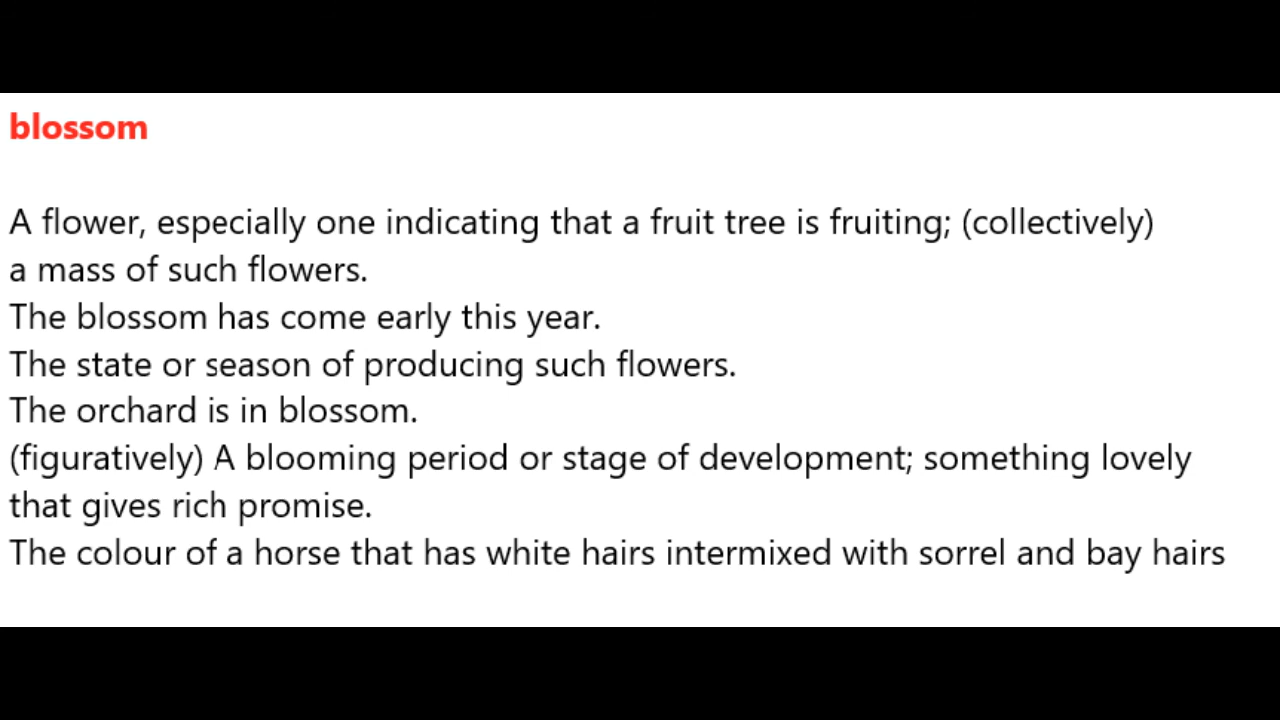 blossom
A flower, especially one indicating that a fruit tree is fruiting; (collectively)
a mass of such flowers.
The blossom has come early this year.
The state or season of producing such flowers.
The orchard is in blossom.
(figuratively) A blooming period or stage of development; something lovely
that gives rich promise.
The colour of a horse that has white hairs intermixed with sorrel and bay hairs